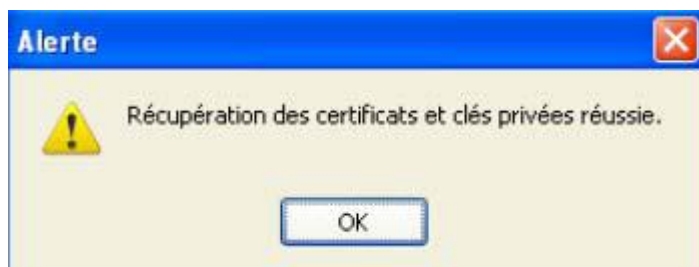 Alerte
Récupération des certificats et clés privées réussie.
OK